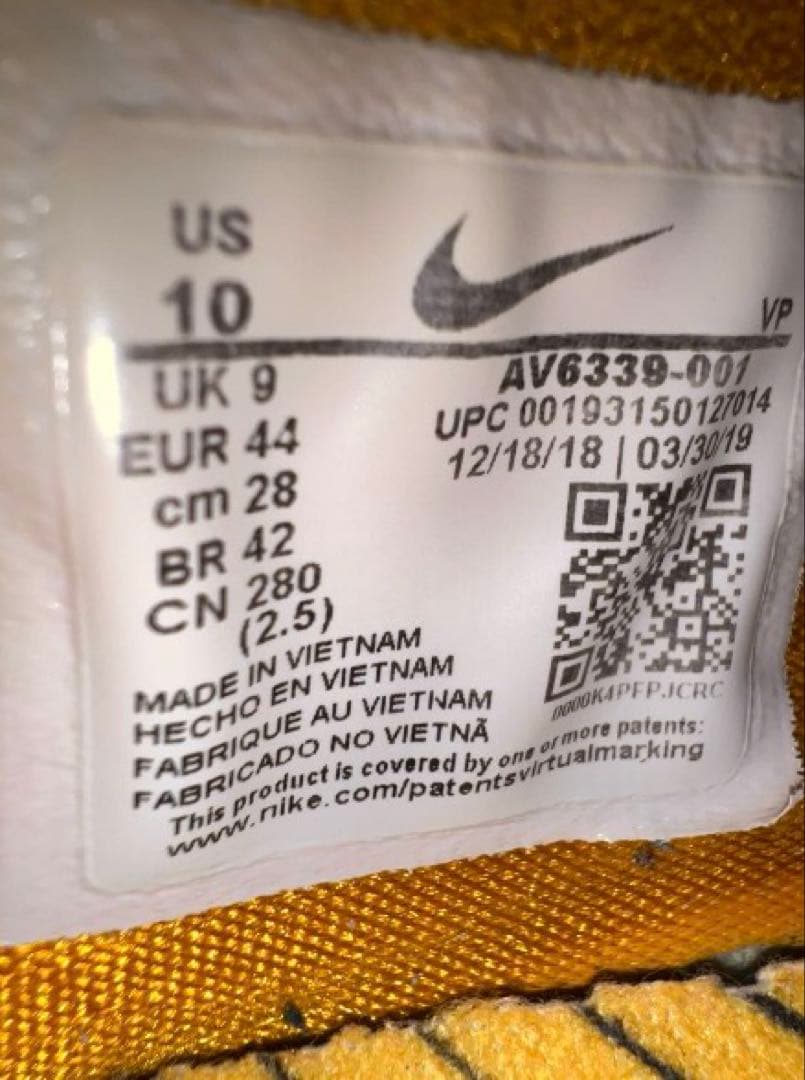 US
10
VP
UK 9
EUR 44
cm 28
BR 42
CN 280
(2.5)
AV6339-001
UPC 00193150127014
12/18/18 | 03/30/19
0000K4PFPJCRC
MADE IN VIETNAM
HECHO EN VIETNAM
FABRIQUE AU VIETNAM
FABRICADO NO VIETNÃ
This product is covered by one or more patents:
www.nike.com/patentsvirtualmarking